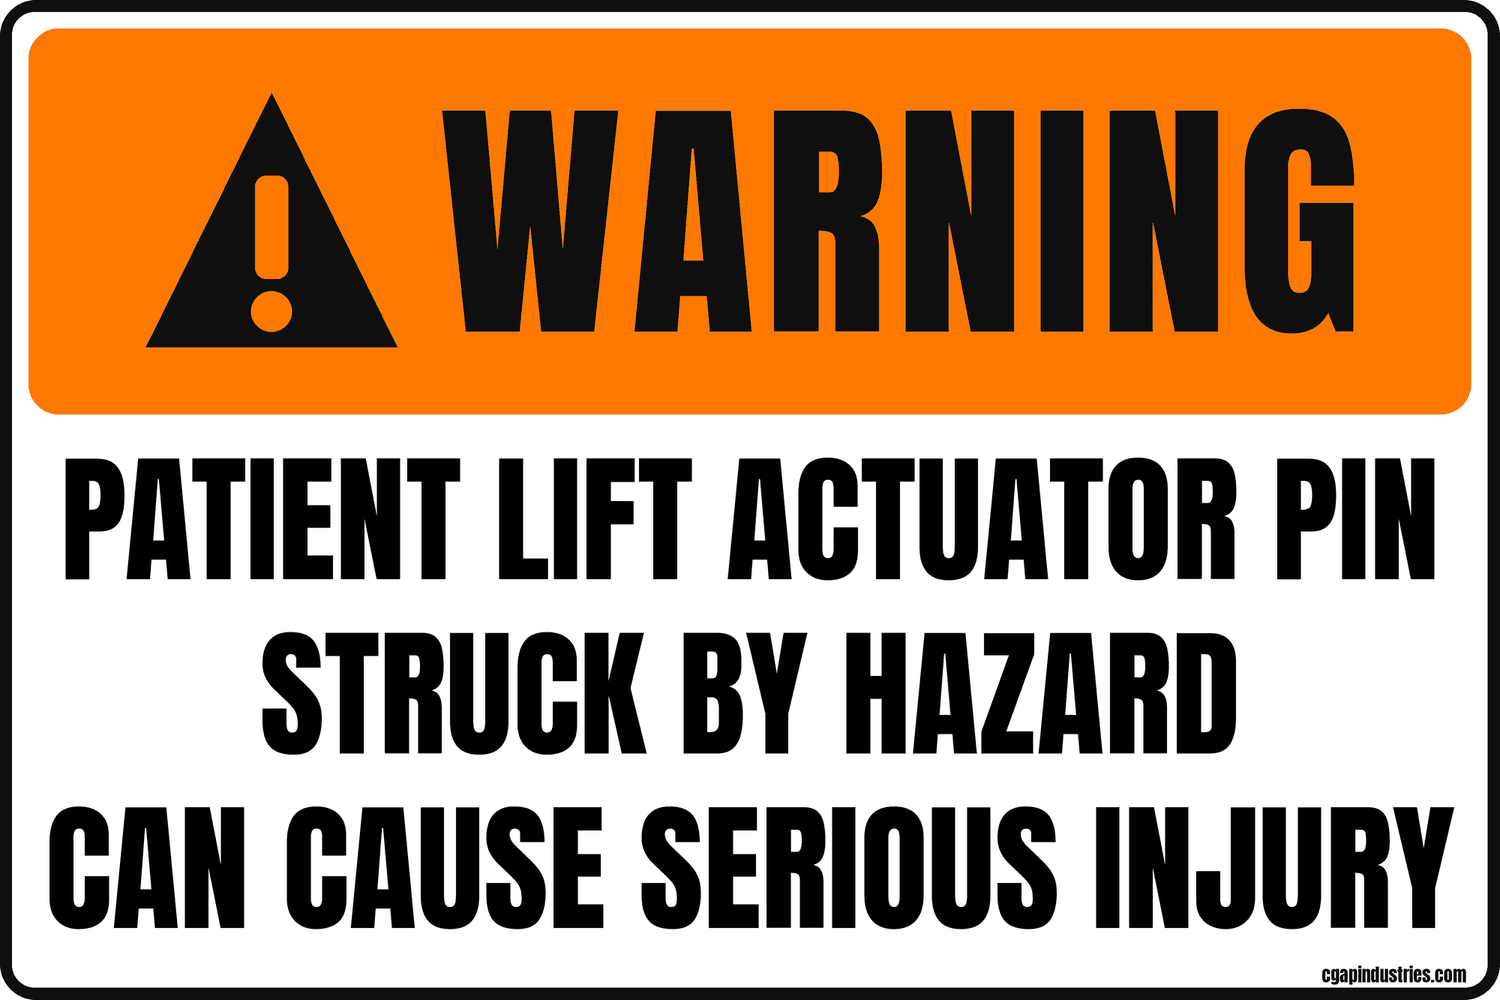 WARNING
PATIENT LIFT ACTUATOR PIN
STRUCK BY HAZARD
CAN CAUSE SERIOUS INJURY
cgapindustries.com